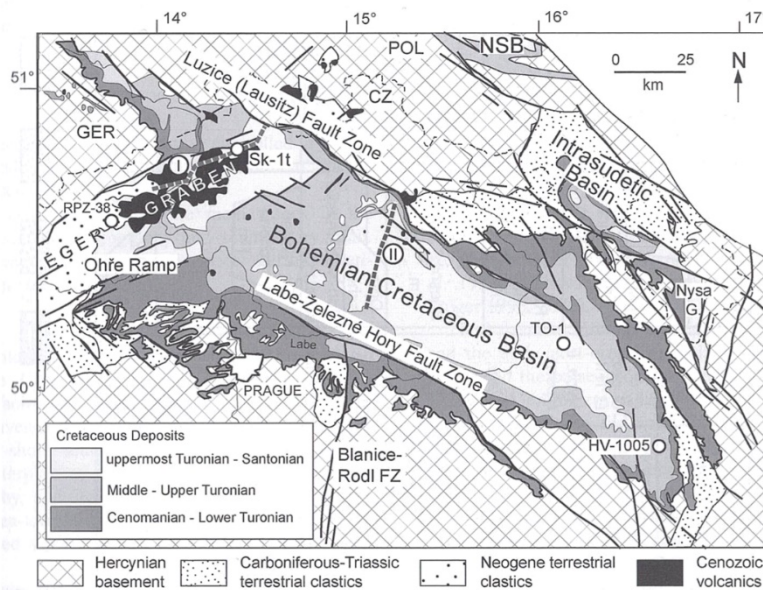 14°
15°
16°
17
51°
50°
POL
NSB
0 25
km
N
CZ
GER
Luzice (Lausitz) Fault Zone
Intrasudetic
Basin
I
Sk-1t
RPZ-38
ÉGER GRABEN
Ohře Ramp
Bohemian Cretaceous Basin
II
Nysa
G.
TO-1
Labe-Železné Hory Fault Zone
Labe
PRAGUE
HV-1005
Blanice-
Rodl FZ
Cretaceous Deposits
uppermost Turonian - Santonian
Middle - Upper Turonian
Cenomanian - Lower Turonian
Hercynian
basement
Carboniferous-Triassic
terrestrial clastics
Neogene terrestrial
clastics
Cenozoic
volcanics